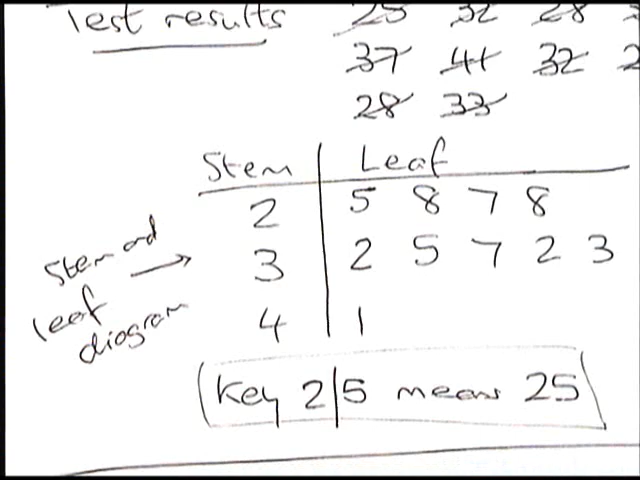 Test results 25 32 28
37 41 32 2
28 33
Stem Leaf
2 5 8 7 8
3 2 5 7 2 3
4 1
Stem and leaf diagram
Key 2|5 means 25